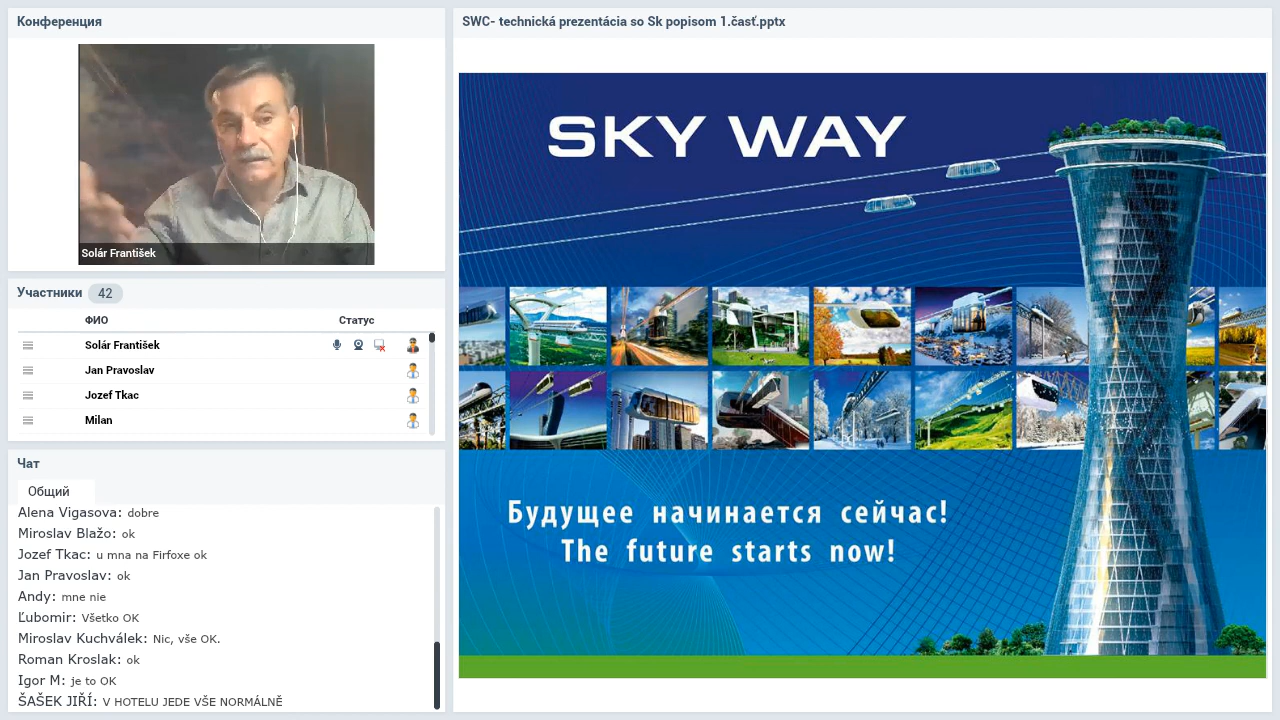 Конференция
Solár František
Участники 42
ФИО Статус
Solár František
Jan Pravoslav
Jozef Tkac
Milan
Чат
Общий
Alena Vigasova: dobre
Miroslav Blažo: ok
Jozef Tkac: u mna na Firfoxe ok
Jan Pravoslav: ok
Andy: mne nie
Ľubomir: Všetko OK
Miroslav Kuchválek: Nic, vše OK.
Roman Kroslak: ok
Igor M: je to OK
ŠAŠEK JIŘÍ: V HOTELU JEDE VŠE NORMÁLNĚ
SWC- technická prezentácia so Sk popisom 1.časť.pptx
SKY WAY
Будущее начинается сейчас!
The future starts now!